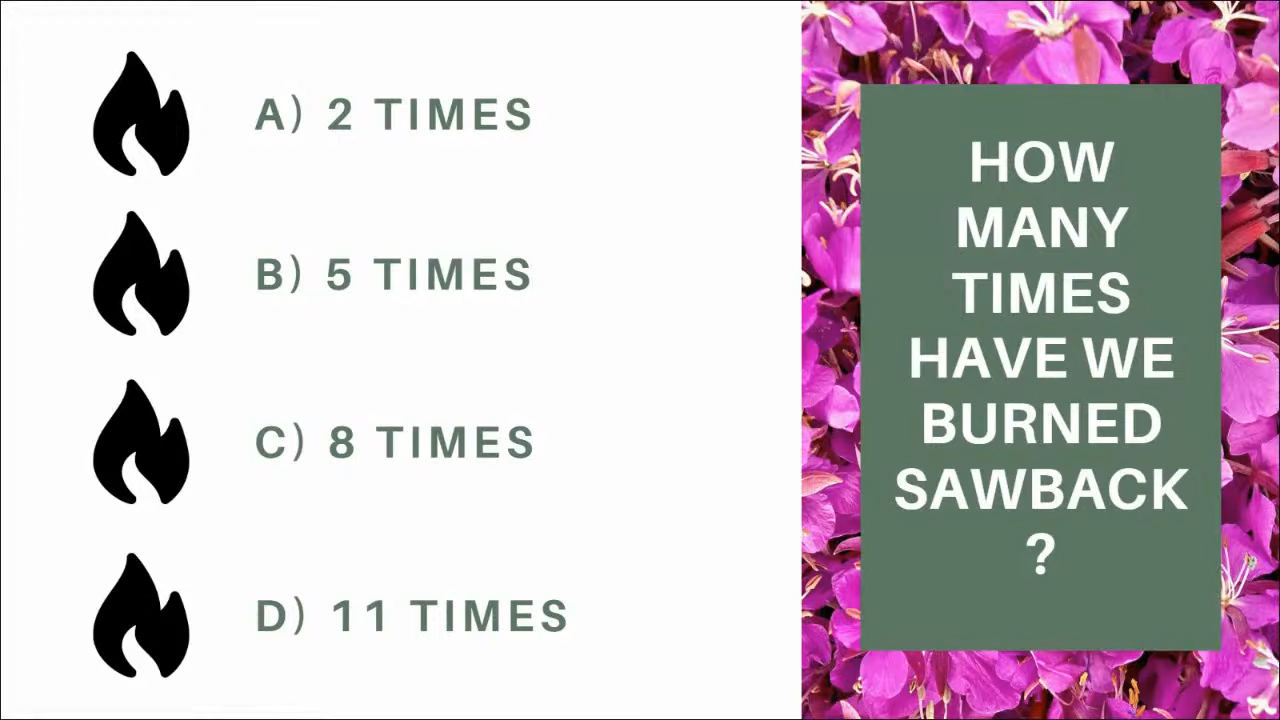 A) 2 TIMES
B) 5 TIMES
C) 8 TIMES
D) 11 TIMES
HOW
MANY
TIMES
HAVE WE
BURNED
SAWBACK
?